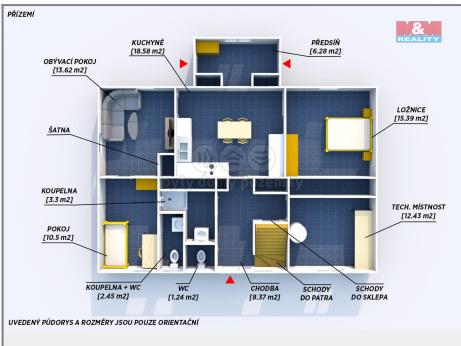 PŘÍZEMÍ
M&M
REALITY
KUCHYNĚ
[18.58 m2]
PŘEDSÍŇ
[6.28 m2]
OBÝVACÍ POKOJ
[13.62 m2]
LOŽNICE
[15.39 m2]
ŠATNA
byty domy pozemky
KOUPELNA
[3.3 m2]
TECH. MÍSTNOST
[12.43 m2]
POKOJ
[10.5 m2]
KOUPELNA + WC
[2.45 m2]
WC
[1.24 m2]
CHODBA
[8.37 m2]
SCHODY
DO PATRA
SCHODY
DO SKLEPA
UVEDENÝ PŮDORYS A ROZMĚRY JSOU POUZE ORIENTAČNÍ